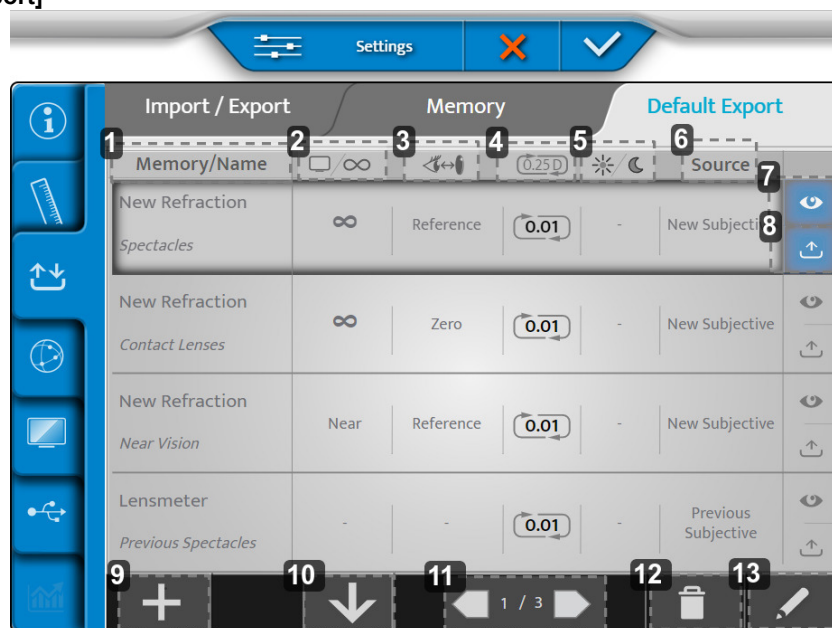 ort]
Settings
Import / Export
Memory
Default Export
1
2
3
4
5
6
Memory/Name
∞
0.25 D
Source
7
New Refraction
Spectacles
∞
Reference
0.01
-
New Subjecti
8
New Refraction
Contact Lenses
∞
Zero
0.01
-
New Subjective
New Refraction
Near Vision
Near
Reference
0.01
-
New Subjective
Lensmeter
Previous Spectacles
-
-
0.01
-
Previous
Subjective
9
10
11
12
13
1 / 3